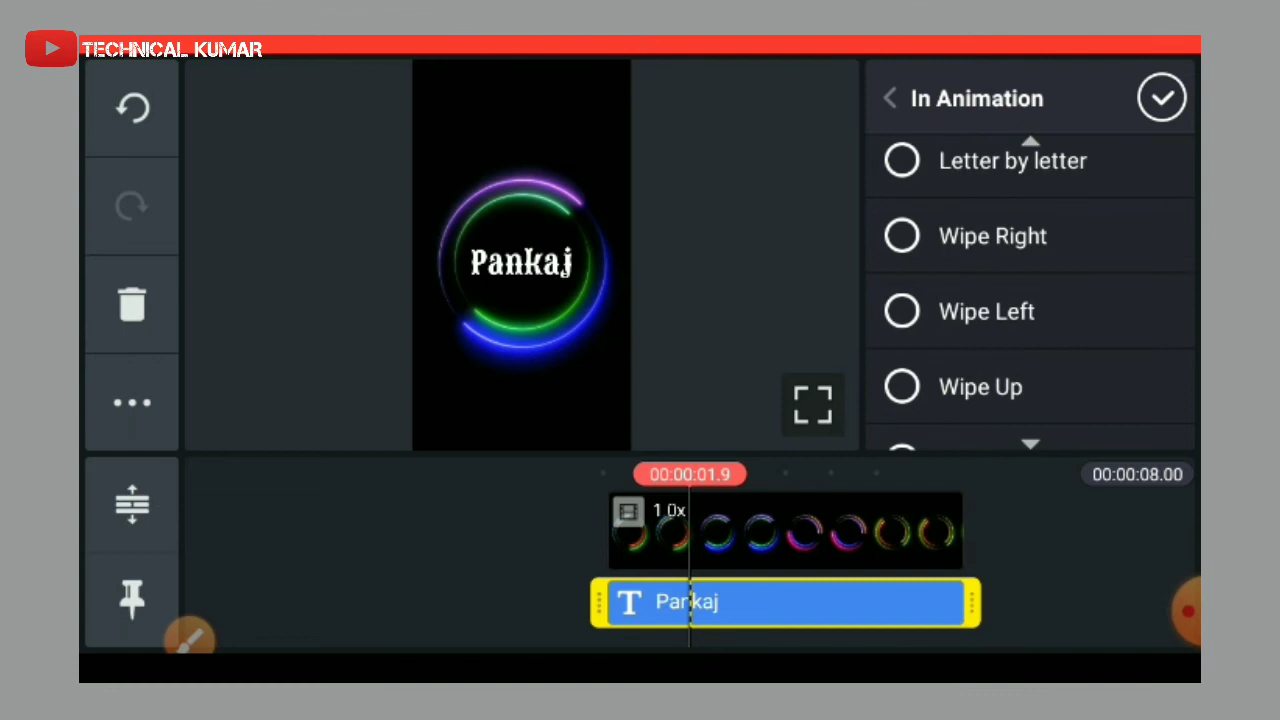 TECHNICAL KUMAR
In Animation
Letter by letter
Wipe Right
Wipe Left
Wipe Up
Pankaj
00:00:01.9
00:00:08.00
1.0x
T Pankaj